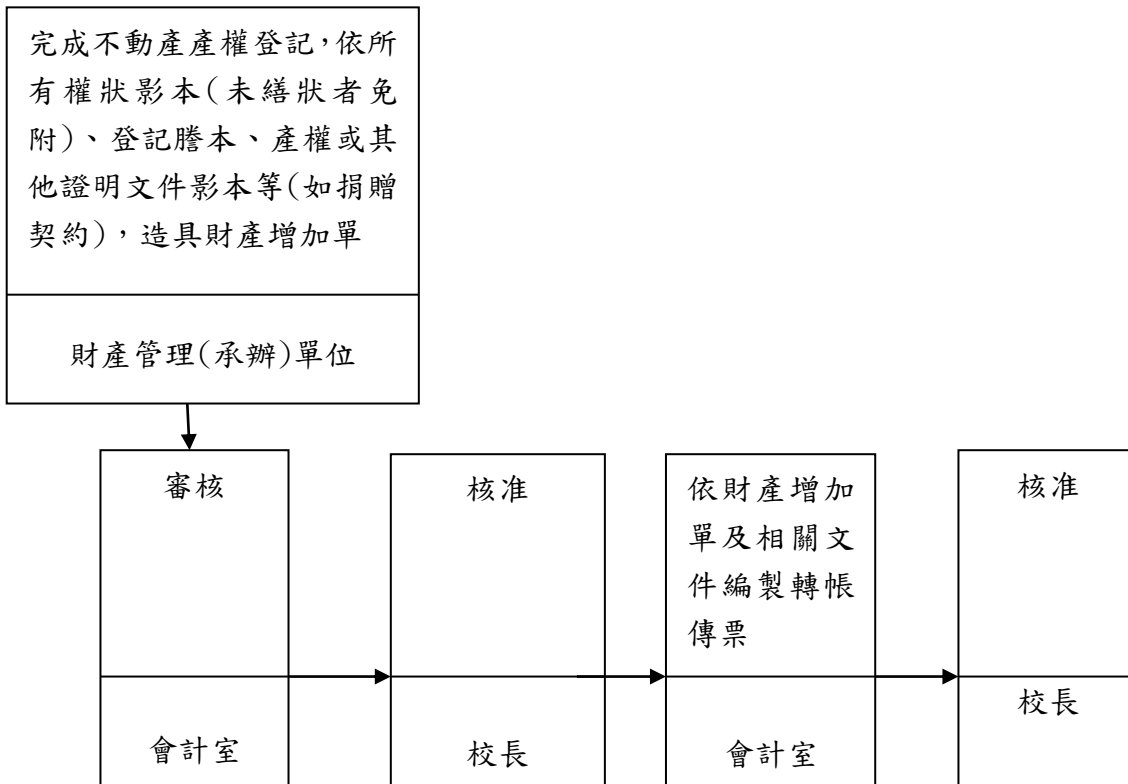 完成不動產產權登記，依所
有權狀影本(未繕狀者免
附)、登記謄本、產權或其
他證明文件影本等(如捐贈
契約)，造具財產增加單
財產管理(承辦)單位
審核
會計室
核准
校長
依財產增加
單及相關文
件編製轉帳
傳票
會計室
核准
校長